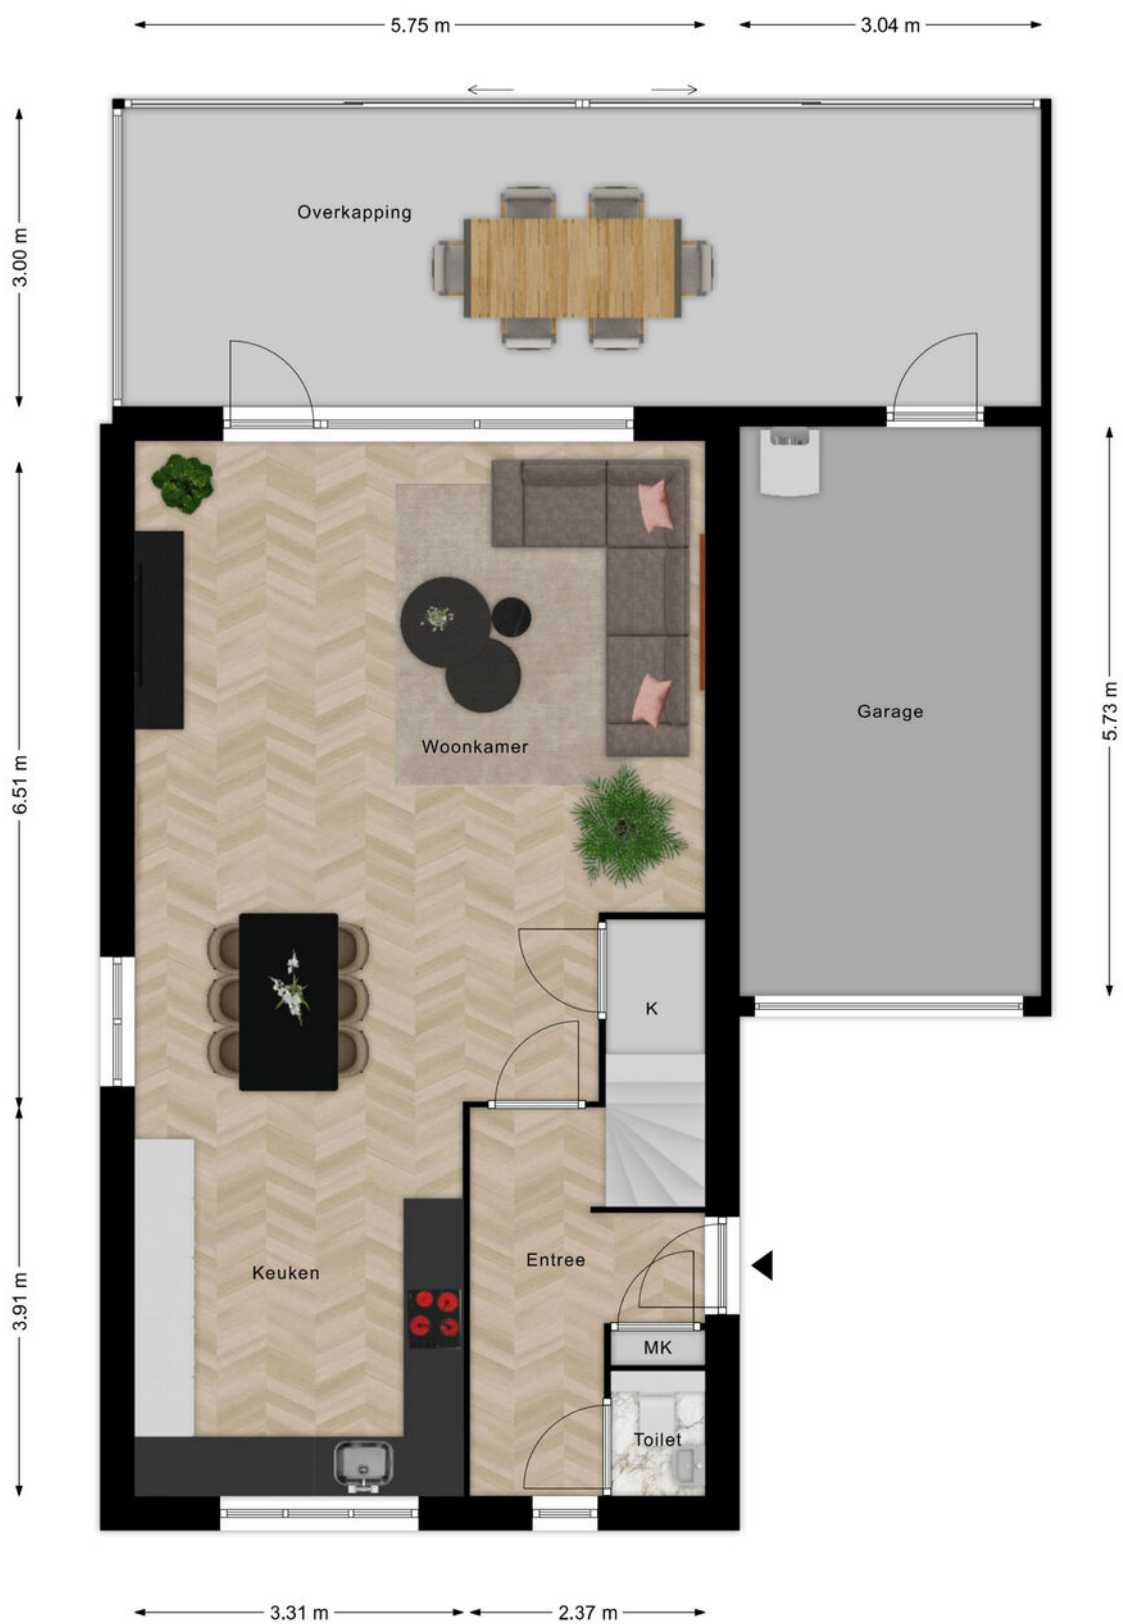 5.75 m
3.04 m
Overkapping
3.00 m
Garage
5.73 m
Woonkamer
6.51 m
K
Entree
Keuken
3.91 m
MK
Toilet
3.31 m
2.37 m